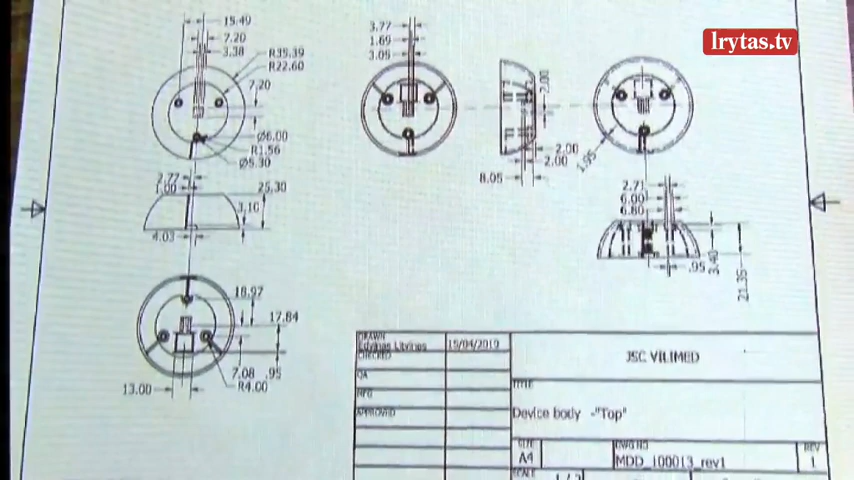 lrytas.tv
15.49
7.20
3.38
R35.39
R22.60
7.20
Ø6.00
R1.56
Ø5.30
3.77
1.69
3.05
2.00
2.00
2.00
8.05
1.95
2.77
1.00
25.30
3.10
4.03
2.71
6.00
6.80
.95
3.40
21.35
18.97
17.84
7.08 .95
R4.00
13.00
DRAWN
Edvinas Litvinas 15/04/2019
CHECKED
QA
MFG
APPROVED
JSC VILIMED
TITLE
Device body -"Top"
SIZE
A4
DWG NO
MDD_100013_rev1
REV
1
SCALE